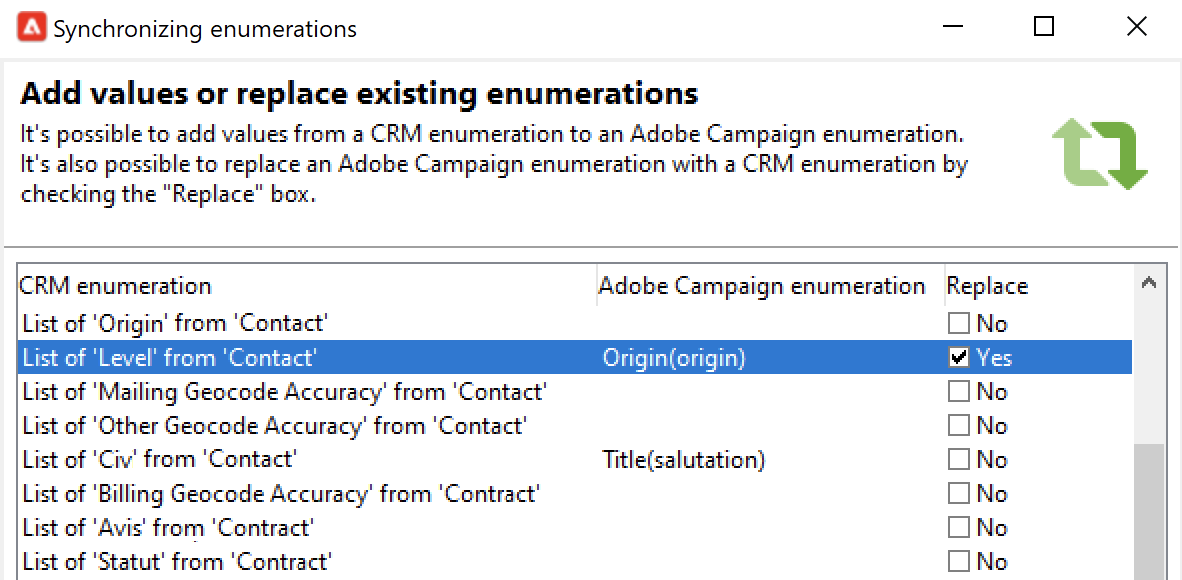 Synchronizing enumerations
Add values or replace existing enumerations
It's possible to add values from a CRM enumeration to an Adobe Campaign enumeration.
It's also possible to replace an Adobe Campaign enumeration with a CRM enumeration by
checking the "Replace" box.
CRM enumeration Adobe Campaign enumeration Replace
List of 'Origin' from 'Contact' No
List of 'Level' from 'Contact' Origin(origin) Yes
List of 'Mailing Geocode Accuracy' from 'Contact' No
List of 'Other Geocode Accuracy' from 'Contact' No
List of 'Civ' from 'Contact' Title(salutation) No
List of 'Billing Geocode Accuracy' from 'Contract' No
List of 'Avis' from 'Contract' No
List of 'Statut' from 'Contract' No